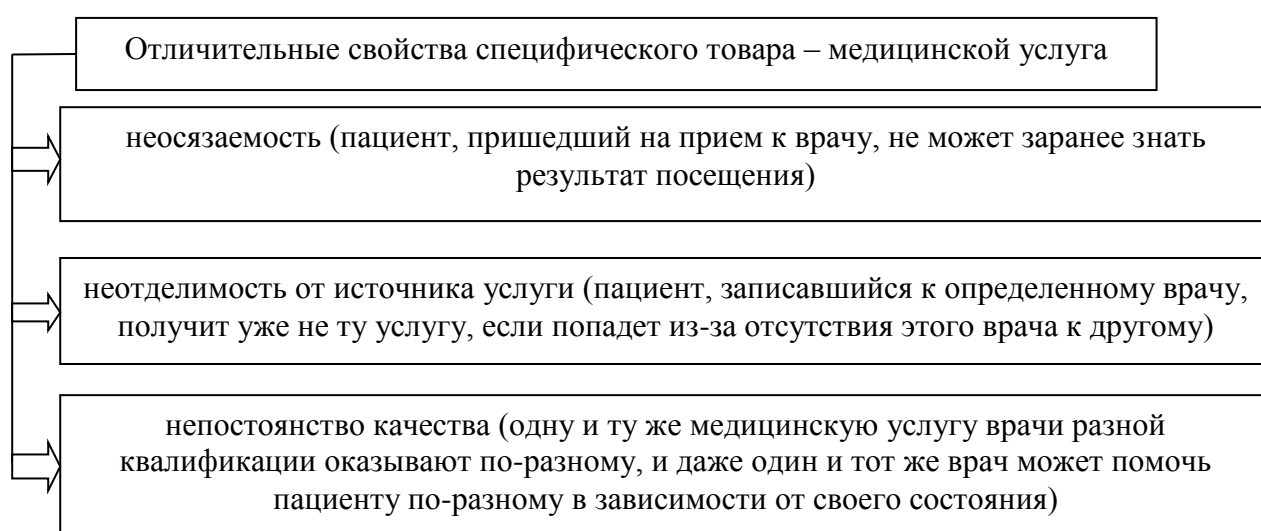 Отличительные свойства специфического товара – медицинской услуга
неосязаемость (пациент, пришедший на прием к врачу, не может заранее знать
результат посещения)
неотделимость от источника услуги (пациент, записавшийся к определенному врачу,
получит уже не ту услугу, если попадет из-за отсутствия этого врача к другому)
непостоянство качества (одну и ту же медицинскую услугу врачи разной
квалификации оказывают по-разному, и даже один и тот же врач может помочь
пациенту по-разному в зависимости от своего состояния)